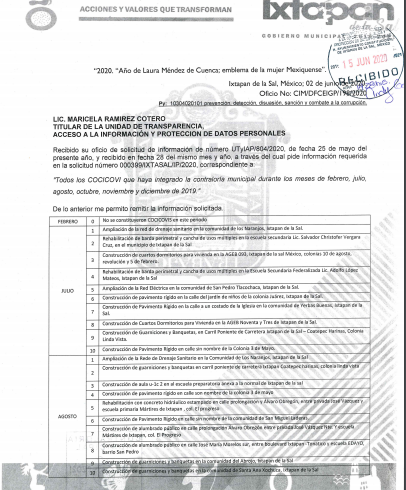 ACCIONES Y VALORES QUE TRANSFORMAN
Ixtapan
de la Sal
GOBIERNO MUNICIPAL
15 JUN 2020
RECIBIDO
"2020. "Año de Laura Méndez de Cuenca; emblema de la mujer Mexiquense".
Ixtapan de la Sal, México; 02 de junio de 2020
Oficio No: CIM/DFCEIGP/176/2020
Py: 10304020101 prevención, detección, disuasión, sanción y combate a la corrupción.
LIC. MARICELA RAMIREZ COTERO
TITULAR DE LA UNIDAD DE TRANSPARENCIA,
ACCESO A LA INFORMACIÓN Y PROTECCION DE DATOS PERSONALES
Recibido su oficio de solicitud de información de número UTyIAP/804/2020, de fecha 25 de mayo del
presente año, y recibido en fecha 28 del mismo mes y año, a través del cual pide información requerida
en la solicitud número 000399/IXTASAL/IP/2020, correspondiente a
"Todos los COCICOVI que haya integrado la contraloría municipal durante los meses de febrero, julio,
agosto, octubre, noviembre y diciembre de 2019."
De lo anterior me permito remitir la información solicitada.
FEBRERO 0 No se constituyeron COCICOVIS en este periodo
JULIO
1 Ampliación de la red de drenaje sanitario en la comunidad de los Naranjos, Ixtapan de la Sal.
2 Rehabilitación de barda perimetral y cancha de usos múltiples en la escuela secundaria Lic. Salvador Christofer Vergara
Cruz, en el municipio de Ixtapan de la Sal
3 Construcción de cuartos dormitorios para vivienda en la AGEB 093, Ixtapan de la Sal México, colonias 10 de agosto,
revolución y 5 de febrero.
4 Rehabilitación de barda perimetral y cancha de usos múltiples en la Escuela Secundaria Federalizada Lic. Adolfo López
Mateos, Ixtapan de la Sal
5 Ampliación de la Red Eléctrica en la comunidad de San Pedro Tlacochaca, Ixtapan de la Sal.
6 Construcción de pavimento rígido en la calle del jardín de niños de la colonia Juárez, Ixtapan de la Sal.
7 Construcción de Pavimento Rígido en calle a un costado de la Iglesia en la comunidad de Yerbas Buenas, Ixtapan de la
Sal.
8 Construcción de Cuartos Dormitorios para Vivienda en la AGEB Noventa y Tres de Ixtapan de la Sal.
9 Construcción de Guarniciones y Banquetas, en Carril Poniente de Carretera Ixtapan de la Sal – Coatepec Harinas, Colonia
Linda Vista.
10 Construcción de Pavimento Rígido en calle sin nombre de la Colonia 3 de Mayo.
AGOSTO
1 Ampliación de la Red de Drenaje Sanitario en la Comunidad de Los Naranjos, Ixtapan de la Sal
2 Construcción de guarniciones y banquetas en carril poniente de carretera Ixtapan Coatepec harinas, colonia linda vista
3 Construcción de aula u-1c 2 en el escuela preparatoria anexa a la normal de Ixtapan de la sal
4 Construcción de pavimento rígido en calle sin nombre de la colonia 3 de mayo
5 Rehabilitación con concreto hidráulico estampado en calle prolongación Álvaro Obregón, entre privada José Vázquez y
escuela primaria Mártires de Ixtapan, col. El progreso
6 Construcción de Pavimento Rígido en calle sin nombre de la comunidad de San Miguel Laderas.
7 Construcción de alumbrado público en calle prolongación Álvaro Obregón entre privada José Vásquez Nte. Y escuela
Mártires de Ixtapan, col. El Progreso
8 Construcción de alumbrado público en calle José María Morelos sur, entre boulevard Ixtapan -Tonatico y escuela EDAYO,
barrio San Pedro
9 Construcción de guarniciones y banquetas en la comunidad del Abrojo, Ixtapan de la Sal
10 Construcción de guarniciones y banquetas en la comunidad de Santa Ana Xochuca, Ixtapan de la Sal